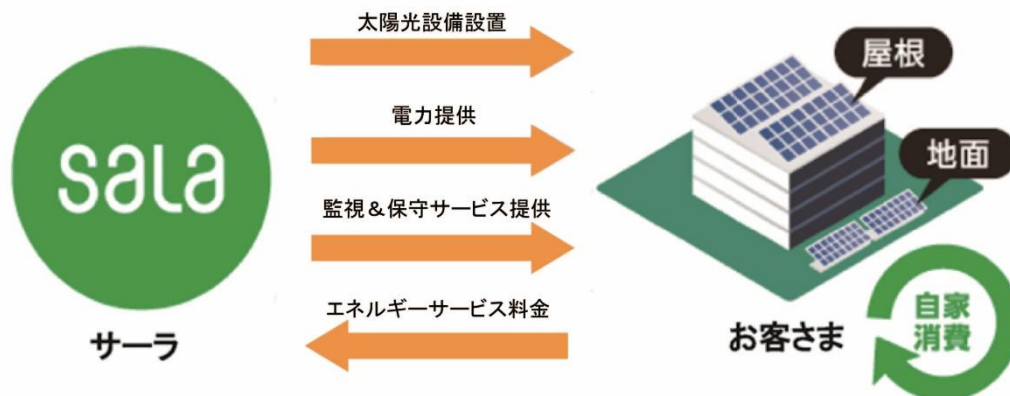 太陽光設備設置
屋根
sala
電力提供
地面
監視&保守サービス提供
エネルギーサービス料金
サーラ
お客さま
自家
消費